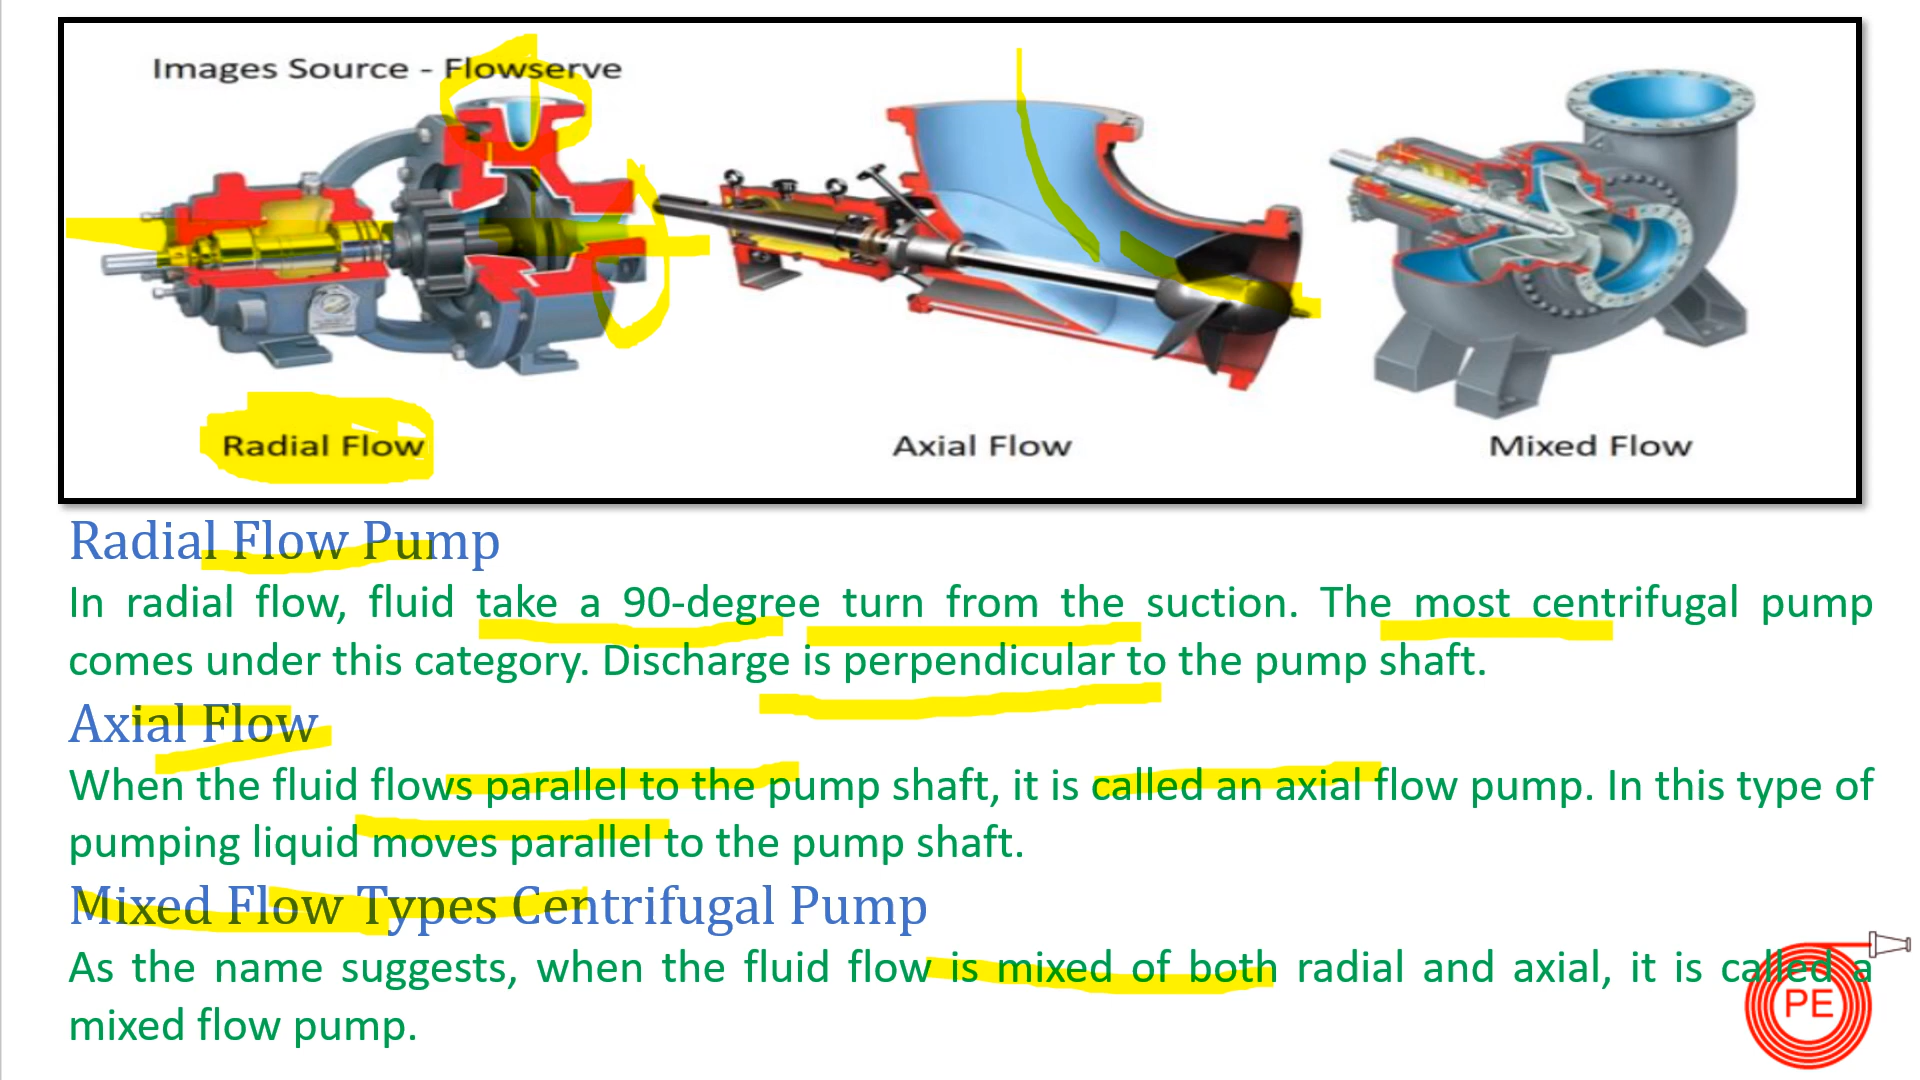 Images Source - Flowserve
Radial Flow
Axial Flow
Mixed Flow
Radial Flow Pump
In radial flow, fluid take a 90-degree turn from the suction. The most centrifugal pump
comes under this category. Discharge is perpendicular to the pump shaft.
Axial Flow
When the fluid flows parallel to the pump shaft, it is called an axial flow pump. In this type of
pumping liquid moves parallel to the pump shaft.
Mixed Flow Types Centrifugal Pump
As the name suggests, when the fluid flow is mixed of both radial and axial, it is called a
mixed flow pump.
PE